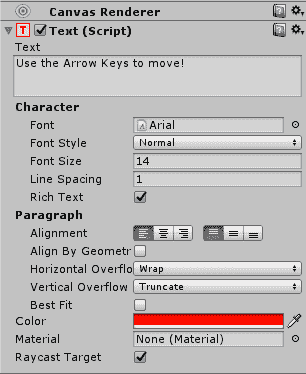 Canvas Renderer
T Text (Script)
Text
Use the Arrow Keys to move!
Character
Font Arial
Font Style Normal
Font Size 14
Line Spacing 1
Rich Text
Paragraph
Alignment
Align By Geometr
Horizontal Overflo Wrap
Vertical Overflow Truncate
Best Fit
Color
Material None (Material)
Raycast Target